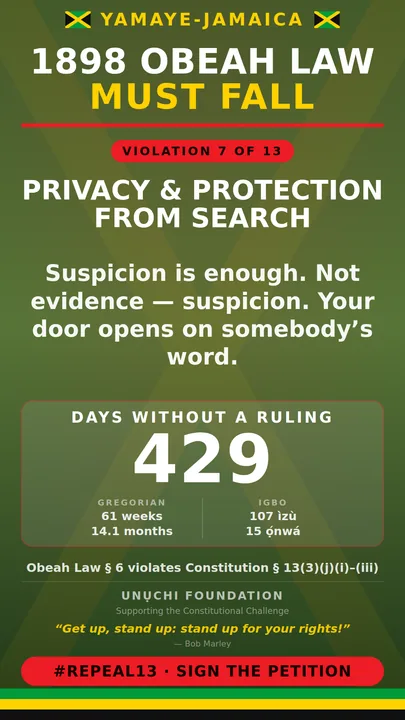 YAMAYE-JAMAICA
1898 OBEAH LAW
MUST FALL
VIOLATION 7 OF 13
PRIVACY & PROTECTION
FROM SEARCH
Suspicion is enough. Not
evidence — suspicion. Your
door opens on somebody’s
word.
DAYS WITHOUT A RULING
429
GREGORIAN
61 weeks
14.1 months
IGBO
107 ìzù
15 ọ́nwá
Obeah Law § 6 violates Constitution § 13(3)(j)(i)–(iii)
UNỤCHI FOUNDATION
Supporting the Constitutional Challenge
“Get up, stand up: stand up for your rights!”
— Bob Marley
#REPEAL13 · SIGN THE PETITION